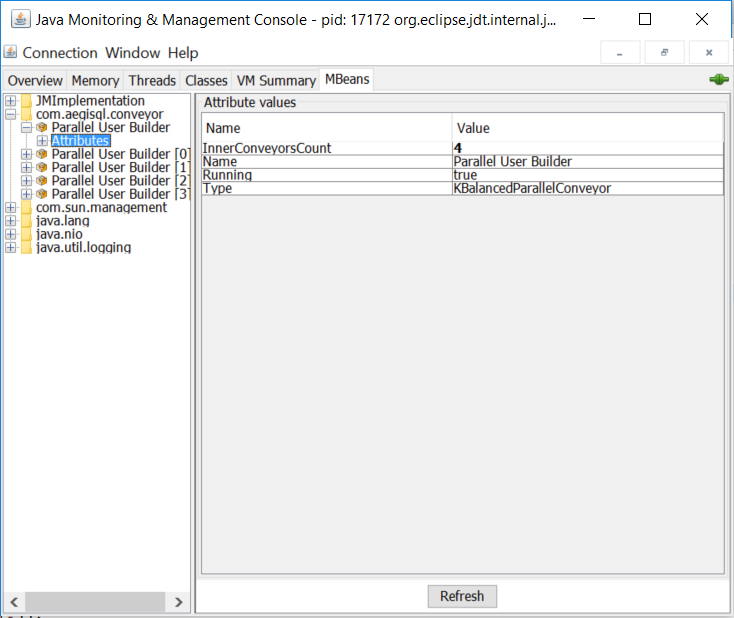 Java Monitoring & Management Console - pid: 17172 org.eclipse.jdt.internal.j...
Connection Window Help
Overview Memory Threads Classes VM Summary MBeans
JMImplementation
com.aegisql.conveyor
Parallel User Builder
Attributes
Parallel User Builder [0]
Parallel User Builder [1]
Parallel User Builder [2]
Parallel User Builder [3]
com.sun.management
java.lang
java.nio
java.util.logging
Attribute values
Name Value
InnerConveyorsCount 4
Name Parallel User Builder
Running true
Type KBalancedParallelConveyor
Refresh